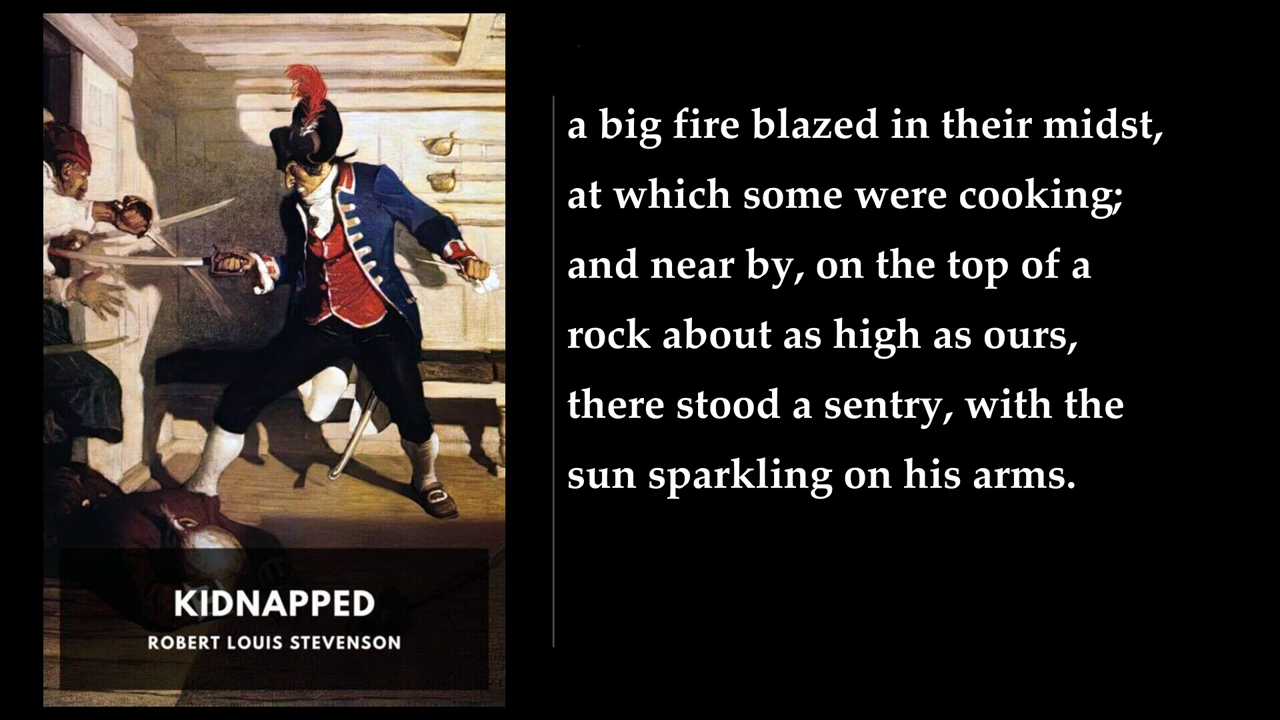 KIDNAPPED
ROBERT LOUIS STEVENSON
a big fire blazed in their midst,
at which some were cooking;
and near by, on the top of a
rock about as high as ours,
there stood a sentry, with the
sun sparkling on his arms.